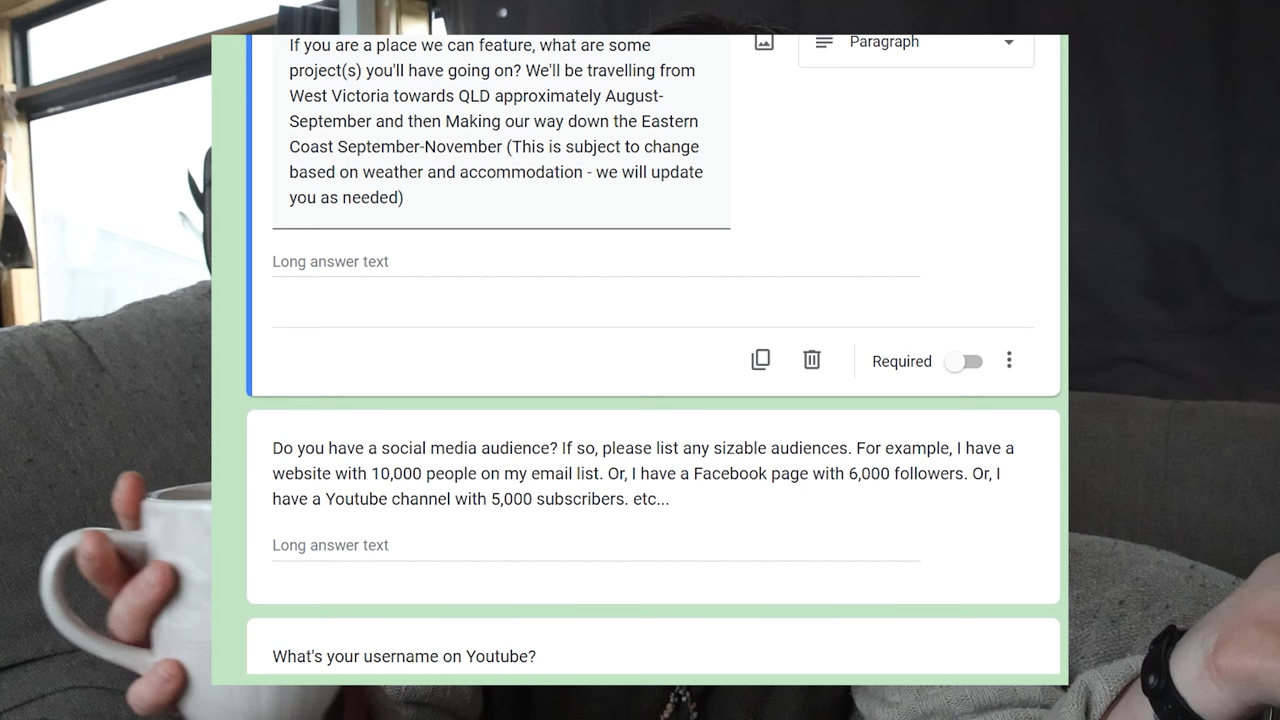 If you are a place we can feature, what are some
Paragraph
project(s) you'll have going on? We'll be travelling from
West Victoria towards QLD approximately August-
September and then Making our way down the Eastern
Coast September-November (This is subject to change
based on weather and accommodation - we will update
you as needed)
Long answer text
Required
Do you have a social media audience? If so, please list any sizable audiences. For example, I have a
website with 10,000 people on my email list. Or, I have a Facebook page with 6,000 followers. Or, I
have a Youtube channel with 5,000 subscribers. etc...
Long answer text
What's your username on Youtube?